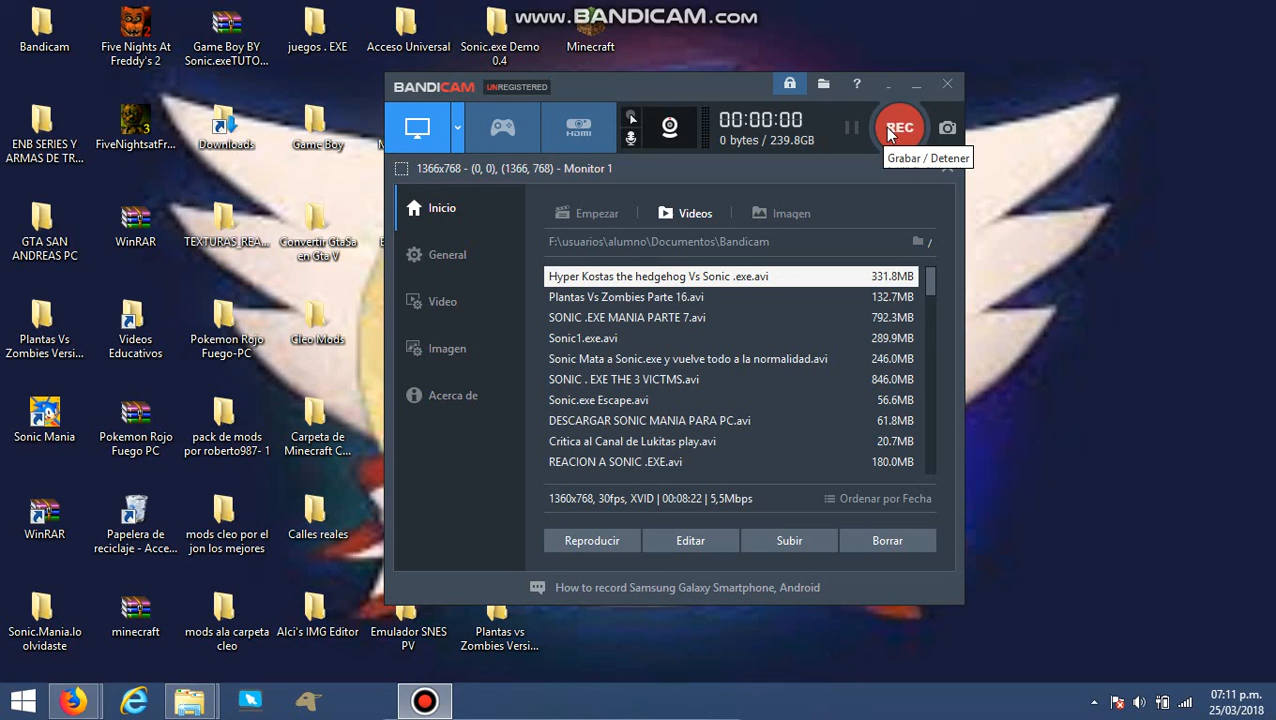 www.BANDICAM.com
Bandicam
Five Nights At
Freddy's 2
Game Boy BY
Sonic.exeTUTO...
juegos . EXE
Acceso Universal
Sonic.exe Demo
0.4
Minecraft
ENB SERIES Y
ARMAS DE TR...
FiveNightsatFr...
Downloads
Game Boy
GTA SAN
ANDREAS PC
WinRAR
TEXTURAS_REA...
Convertir GtaSa
en Gta V
Plantas Vs
Zombies Versi...
Videos
Educativos
Pokemon Rojo
Fuego-PC
Cleo Mods
Sonic Mania
Pokemon Rojo
Fuego PC
pack de mods
por roberto987- 1
Carpeta de
Minecraft C...
WinRAR
Papelera de
reciclaje - Acce...
mods cleo por el
jon los mejores
Calles reales
Sonic.Mania.lo
olvidaste
minecraft
mods ala carpeta
cleo
Alci's IMG Editor
Emulador SNES
PV
Plantas vs
Zombies Versi...
BANDICAM UNREGISTERED
?
HDMI
00:00:00
0 bytes / 239.8GB
REC
Grabar / Detener
1366x768 - (0, 0), (1366, 768) - Monitor 1
Inicio
General
Video
Imagen
Acerca de
Empezar
Videos
Imagen
F:\usuarios\alumno\Documentos\Bandicam
/
Hyper Kostas the hedgehog Vs Sonic .exe.avi 331.8MB
Plantas Vs Zombies Parte 16.avi 132.7MB
SONIC .EXE MANIA PARTE 7.avi 792.3MB
Sonic1.exe.avi 289.9MB
Sonic Mata a Sonic.exe y vuelve todo a la normalidad.avi 246.0MB
SONIC . EXE THE 3 VICTMS.avi 846.0MB
Sonic.exe Escape.avi 56.6MB
DESCARGAR SONIC MANIA PARA PC.avi 61.8MB
Critica al Canal de Lukitas play.avi 20.7MB
REACION A SONIC .EXE.avi 180.0MB
1360x768, 30fps, XVID | 00:08:22 | 5,5Mbps
Ordenar por Fecha
Reproducir
Editar
Subir
Borrar
How to record Samsung Galaxy Smartphone, Android
07:11 p.m.
25/03/2018